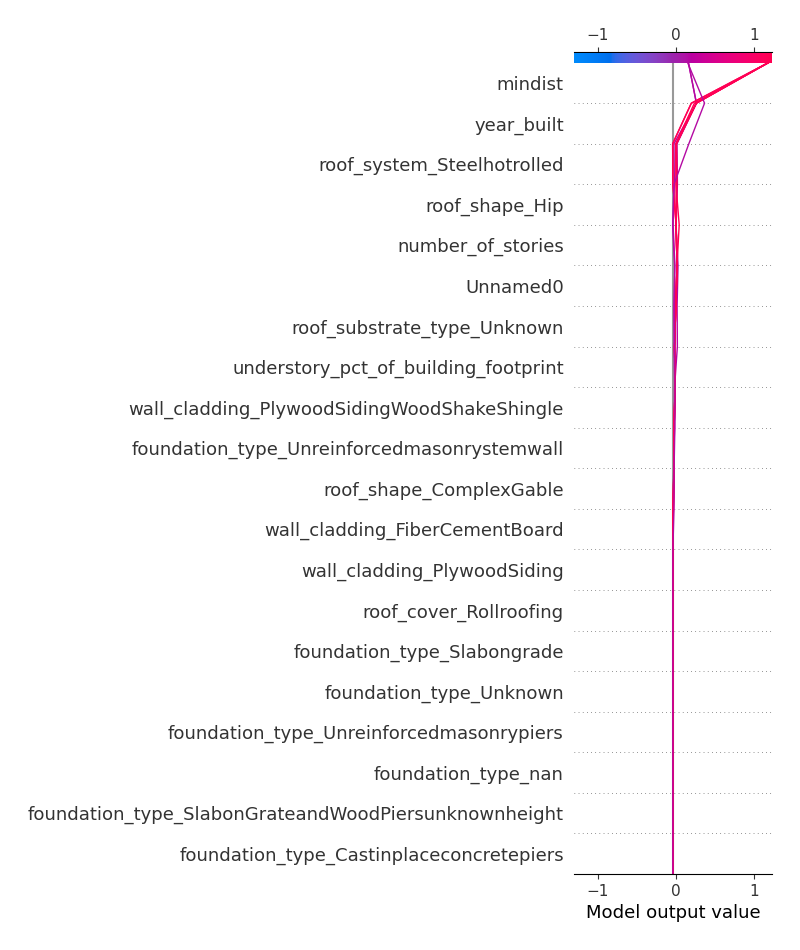 −1 0 1
mindist
year_built
roof_system_Steelhotrolled
roof_shape_Hip
number_of_stories
Unnamed0
roof_substrate_type_Unknown
understory_pct_of_building_footprint
wall_cladding_PlywoodSidingWoodShakeShingle
foundation_type_Unreinforcedmasonrystemwall
roof_shape_ComplexGable
wall_cladding_FiberCementBoard
wall_cladding_PlywoodSiding
roof_cover_Rollroofing
foundation_type_Slabongrade
foundation_type_Unknown
foundation_type_Unreinforcedmasonrypiers
foundation_type_nan
foundation_type_SlabonGrateandWoodPiersunknownheight
foundation_type_Castinplaceconcretepiers
−1 0 1
Model output value